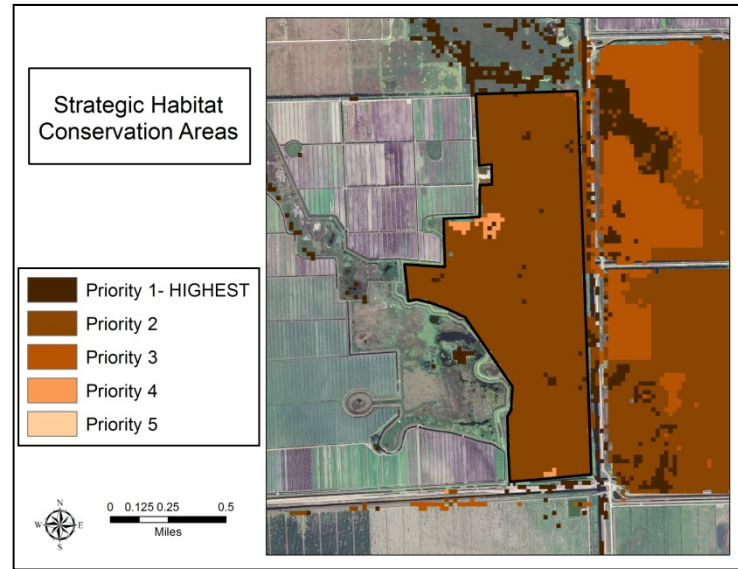 Strategic Habitat
Conservation Areas
Priority 1- HIGHEST
Priority 2
Priority 3
Priority 4
Priority 5
N
W E
S
0 0.125 0.25 0.5
Miles